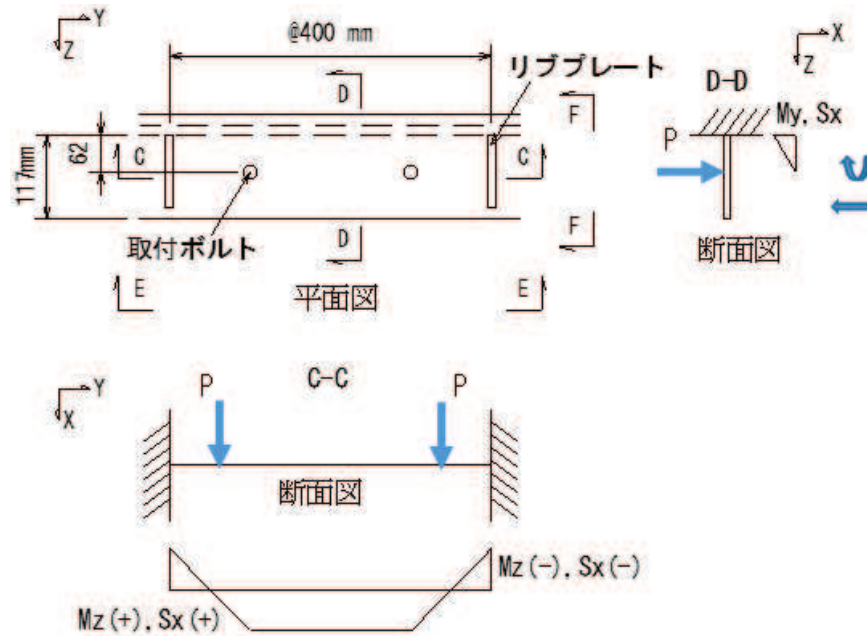 Y
Z
@400 mm
リブプレート
D
F
C
C
117mm
62
取付ボルト
D
F
E
E
平面図
X
Z
D-D
My, Sx
P
断面図
Y
X
C-C
P
P
断面図
Mz(-), Sx(-)
Mz(+), Sx(+)